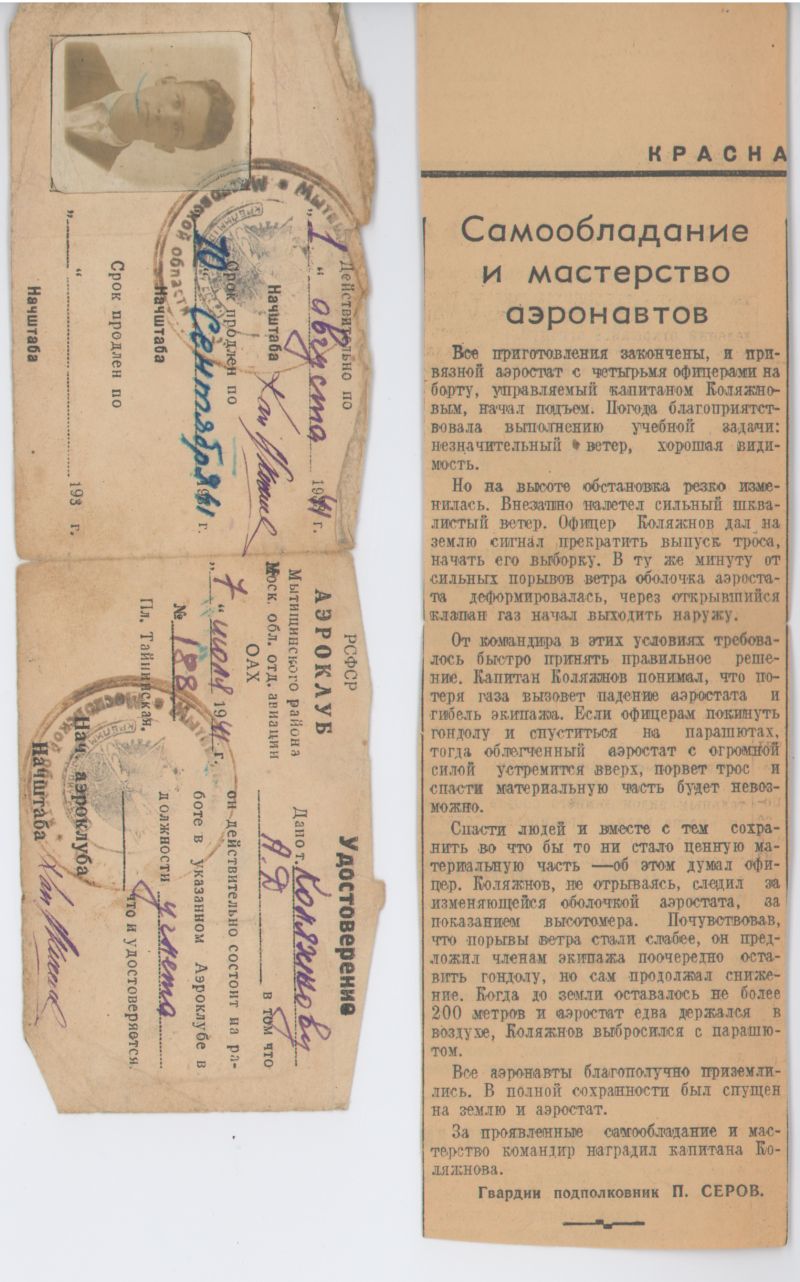 Действительно по
„1“ августа 1941 г.
Начштаба
Срок продлен по
10 Сентября 1941 г.
Начштаба
Срок продлен по
„ “ 193 г.
Начштаба
РСФСР
АЭРОКЛУБ
Мытищинского района
Моск. обл. отд. авиации
ОАХ
„7“ июля 1941 г.
№ 188
Пл. Тайнинская.
Удостоверение
Дано т. Коляжнову
А. Д. в том что
он действительно состоит на ра-
боте в указанном Аэроклубе в
должности учлета
что и удостоверяется.
Нач. аэроклуба
Начштаба
КРАСНА
Самообладание
и мастерство
аэронавтов
Все приготовления закончены, и при-
вязной аэростат с четырьмя офицерами на
борту, управляемый капитаном Коляжно-
вым, начал подъем. Погода благоприятст-
вовала выполнению учебной задачи:
незначительный ветер, хорошая види-
мость.
Но на высоте обстановка резко изме-
нилась. Внезапно налетел сильный шква-
листый ветер. Офицер Коляжнов дал на
землю сигнал прекратить выпуск троса,
начать его выборку. В ту же минуту от
сильных порывов ветра оболочка аэроста-
та деформировалась, через открывшийся
клапан газ начал выходить наружу.
От командира в этих условиях требова-
лось быстро принять правильное реше-
ние. Капитан Коляжнов понимал, что по-
теря газа вызовет падение аэростата и
гибель экипажа. Если офицерам покинуть
гондолу и спуститься на парашютах,
тогда облегченный аэростат с огромной
силой устремится вверх, порвет трос и
спасти материальную часть будет невоз-
можно.
Спасти людей и вместе с тем сохра-
нить во что бы то ни стало ценную ма-
териальную часть — об этом думал офи-
цер. Коляжнов, не отрываясь, следил за
изменяющейся оболочкой аэростата, за
показанием высотомера. Почувствовав,
что порывы ветра стали слабее, он пред-
ложил членам экипажа поочередно оста-
вить гондолу, но сам продолжал сниже-
ние. Когда до земли оставалось не более
200 метров и аэростат едва держался в
воздухе, Коляжнов выбросился с парашю-
том.
Все аэронавты благополучно приземли-
лись. В полной сохранности был спущен
на землю и аэростат.
За проявленные самообладание и мас-
терство командир наградил капитана Ко-
ляжнова.
Гвардии подполковник П. СЕРОВ.